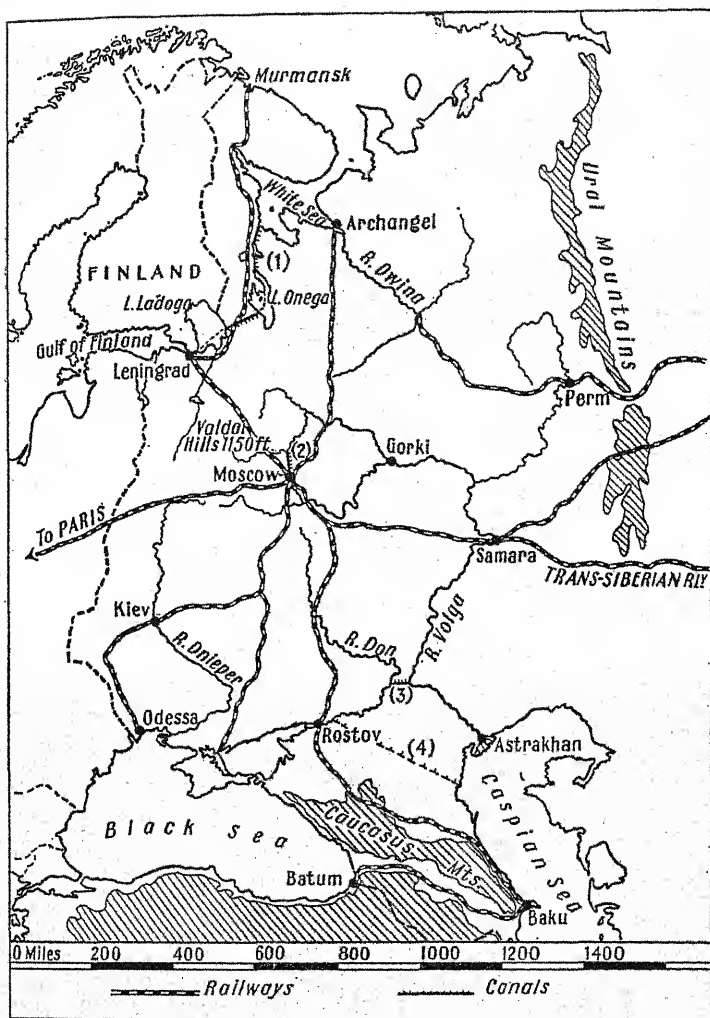 Murmansk
White Sea
Archangel
Ural Mountains
(1)
R. Dwina
FINLAND
L. Ladoga
L. Onega
Gulf of Finland
Leningrad
Perm
Valdai
Hills 1150 ft.
(2)
Gorki
Moscow
To PARIS
Samara
TRANS-SIBERIAN RLY
Kiev
R. Dnieper
R. Don
R. Volga
(3)
Odessa
Rostov
(4)
Astrakhan
Black Sea
Caucasus Mts.
Caspian Sea
Batum
Baku
0 Miles 200 400 600 800 1000 1200 1400
Railways Canals